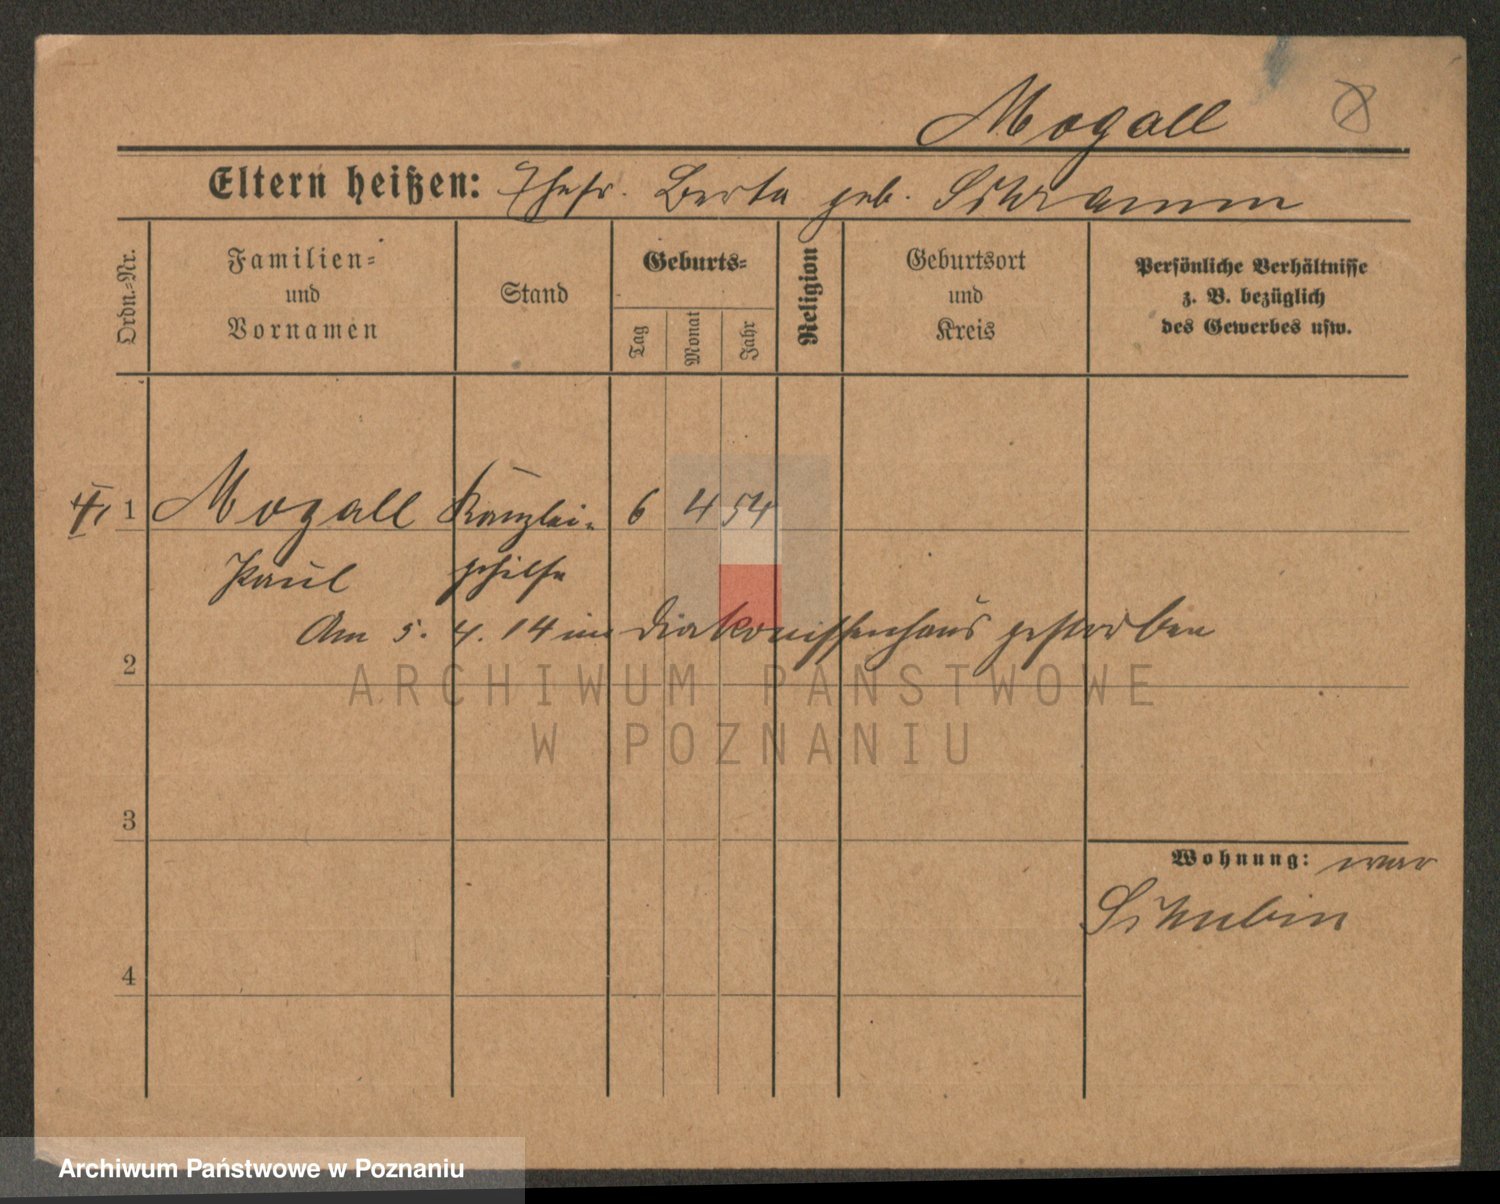 Mogall
Eltern heißen: Ehefr. Berta geb. Schramm
Ordn.-Nr.
Familien-
und
Vornamen
Stand
Geburts-
Tag
Monat
Jahr
Religion
Geburtsort
und
Kreis
Persönliche Verhältnisse
z. B. bezüglich
des Gewerbes usw.
1 Mogall Kanzlei- 6 4 54
Paul gehilfe
Am 5. 4. 14 im Diakonissenhaus gestorben
2
ARCHIWUM PAŃSTWOWE
W POZNANIU
3
Wohnung: war
Schubin
4
Archiwum Państwowe w Poznaniu